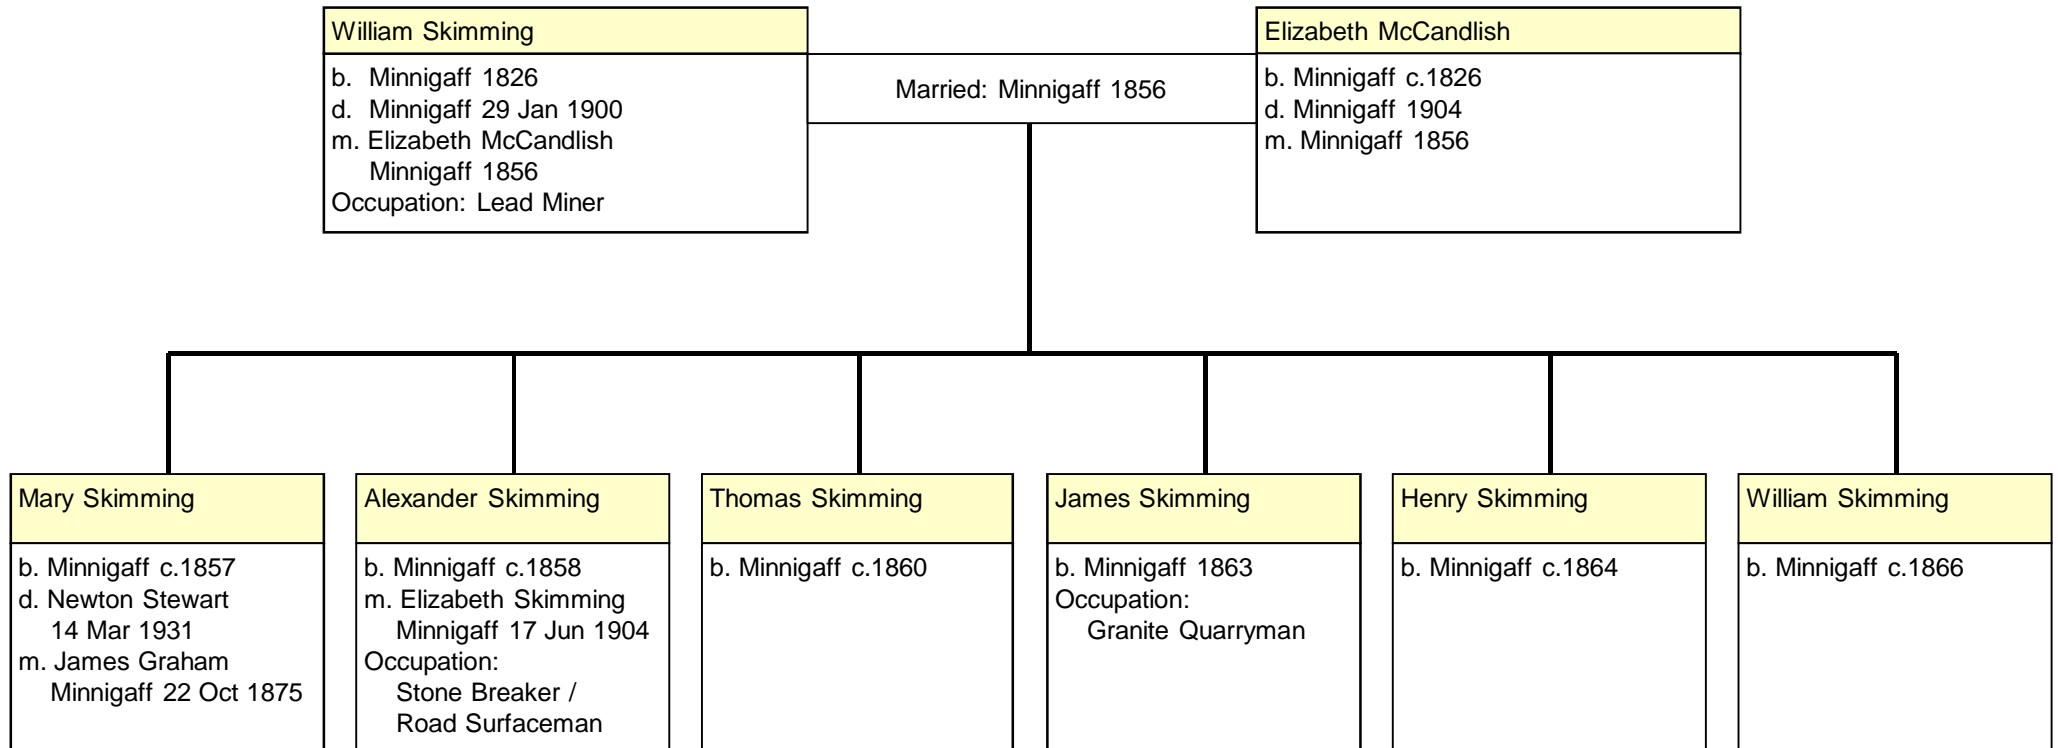 William Skimming
b. Minnigaff 1826
d. Minnigaff 29 Jan 1900
m. Elizabeth McCandlish
Minnigaff 1856
Occupation: Lead Miner
Married: Minnigaff 1856
Elizabeth McCandlish
b. Minnigaff c.1826
d. Minnigaff 1904
m. Minnigaff 1856
Mary Skimming
b. Minnigaff c.1857
d. Newton Stewart
14 Mar 1931
m. James Graham
Minnigaff 22 Oct 1875
Alexander Skimming
b. Minnigaff c.1858
m. Elizabeth Skimming
Minnigaff 17 Jun 1904
Occupation:
Stone Breaker /
Road Surfaceman
Thomas Skimming
b. Minnigaff c.1860
James Skimming
b. Minnigaff 1863
Occupation:
Granite Quarryman
Henry Skimming
b. Minnigaff c.1864
William Skimming
b. Minnigaff c.1866